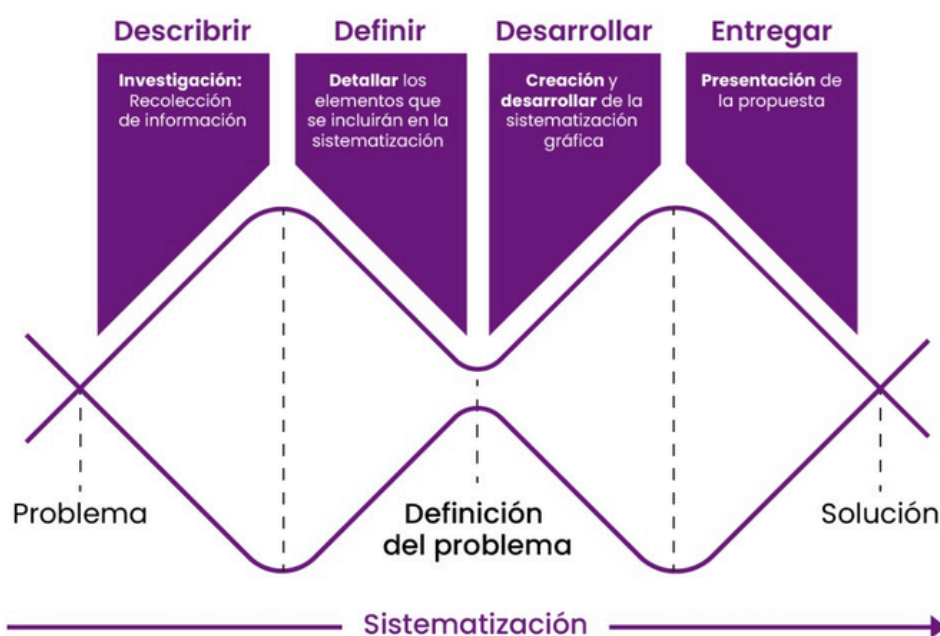 Describrir
Definir
Desarrollar
Entregar
Investigación:
Recolección
de información
Detallar los
elementos que
se incluirán en la
sistematización
Creación y
desarrollar de la
sistematización
gráfica
Presentación de
la propuesta
Problema
Definición
del problema
Solución
Sistematización